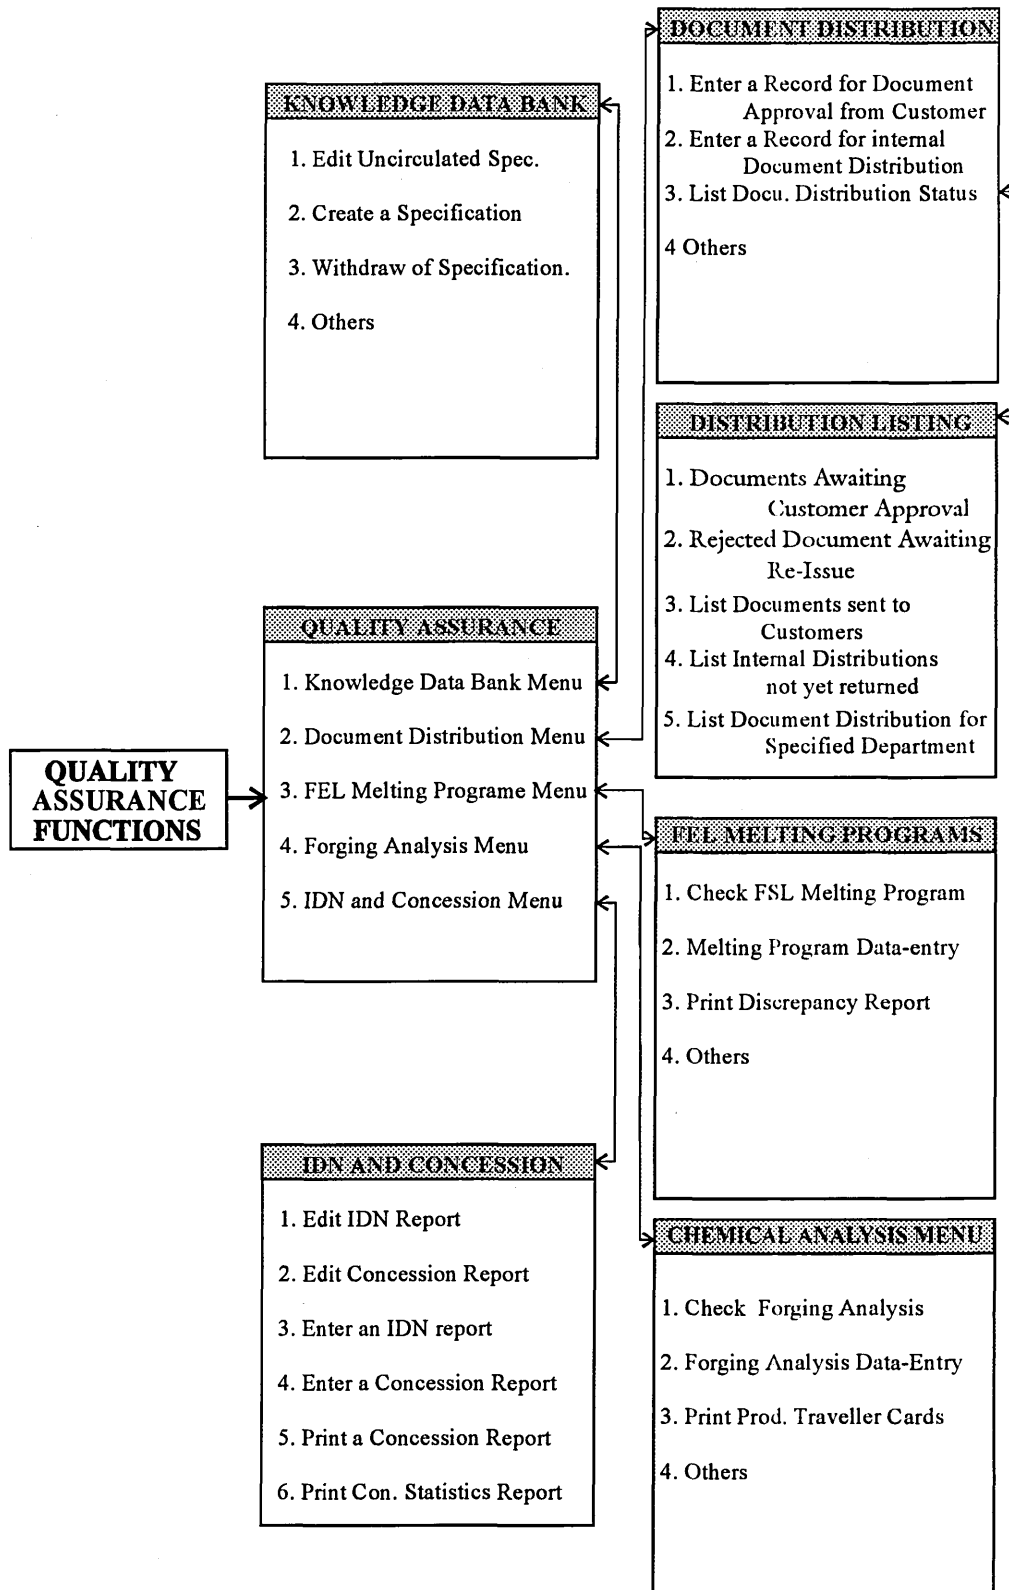 DOCUMENT DISTRIBUTION
1. Enter a Record for Document
Approval from Customer
2. Enter a Record for internal
Document Distribution
3. List Docu. Distribution Status
4 Others
KNOWLEDGE DATA BANK
1. Edit Uncirculated Spec.
2. Create a Specification
3. Withdraw of Specification.
4. Others
DISTRIBUTION LISTING
1. Documents Awaiting
Customer Approval
2. Rejected Document Awaiting
Re-Issue
3. List Documents sent to
Customers
4. List Internal Distributions
not yet returned
5. List Document Distribution for
Specified Department
QUALITY ASSURANCE
1. Knowledge Data Bank Menu
2. Document Distribution Menu
3. FEL Melting Programe Menu
4. Forging Analysis Menu
5. IDN and Concession Menu
QUALITY
ASSURANCE
FUNCTIONS
FEL MELTING PROGRAMS
1. Check FSL Melting Program
2. Melting Program Data-entry
3. Print Discrepancy Report
4. Others
IDN AND CONCESSION
1. Edit IDN Report
2. Edit Concession Report
3. Enter an IDN report
4. Enter a Concession Report
5. Print a Concession Report
6. Print Con. Statistics Report
CHEMICAL ANALYSIS MENU
1. Check Forging Analysis
2. Forging Analysis Data-Entry
3. Print Prod. Traveller Cards
4. Others